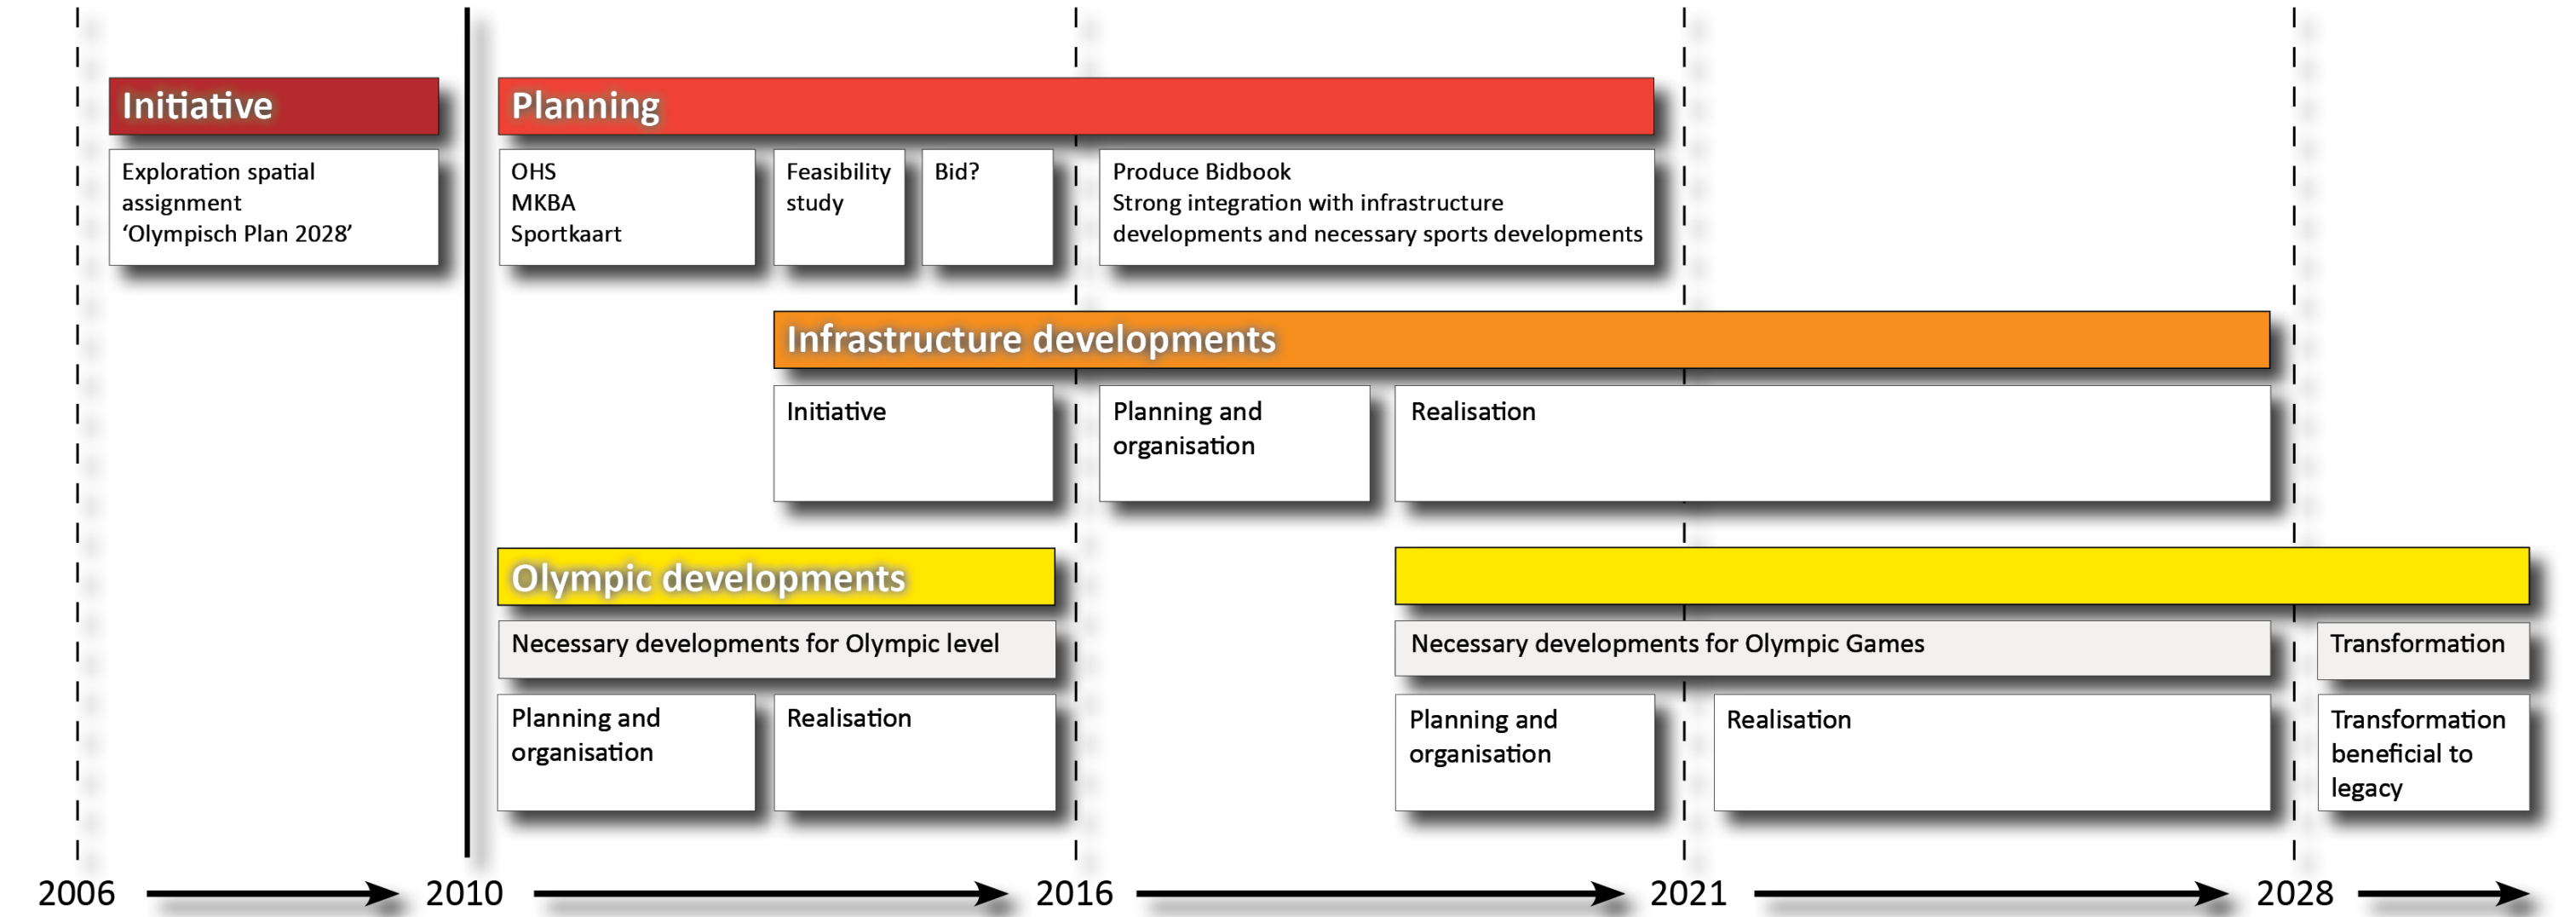 Initiative
Planning
Exploration spatial
assignment
‘Olympisch Plan 2028’
OHS
MKBA
Sportkaart
Feasibility
study
Bid?
Produce Bidbook
Strong integration with infrastructure
developments and necessary sports developments
Infrastructure developments
Initiative
Planning and
organisation
Realisation
Olympic developments
Necessary developments for Olympic level
Necessary developments for Olympic Games
Transformation
Planning and
organisation
Realisation
Planning and
organisation
Realisation
Transformation
beneficial to
legacy
2006
2010
2016
2021
2028